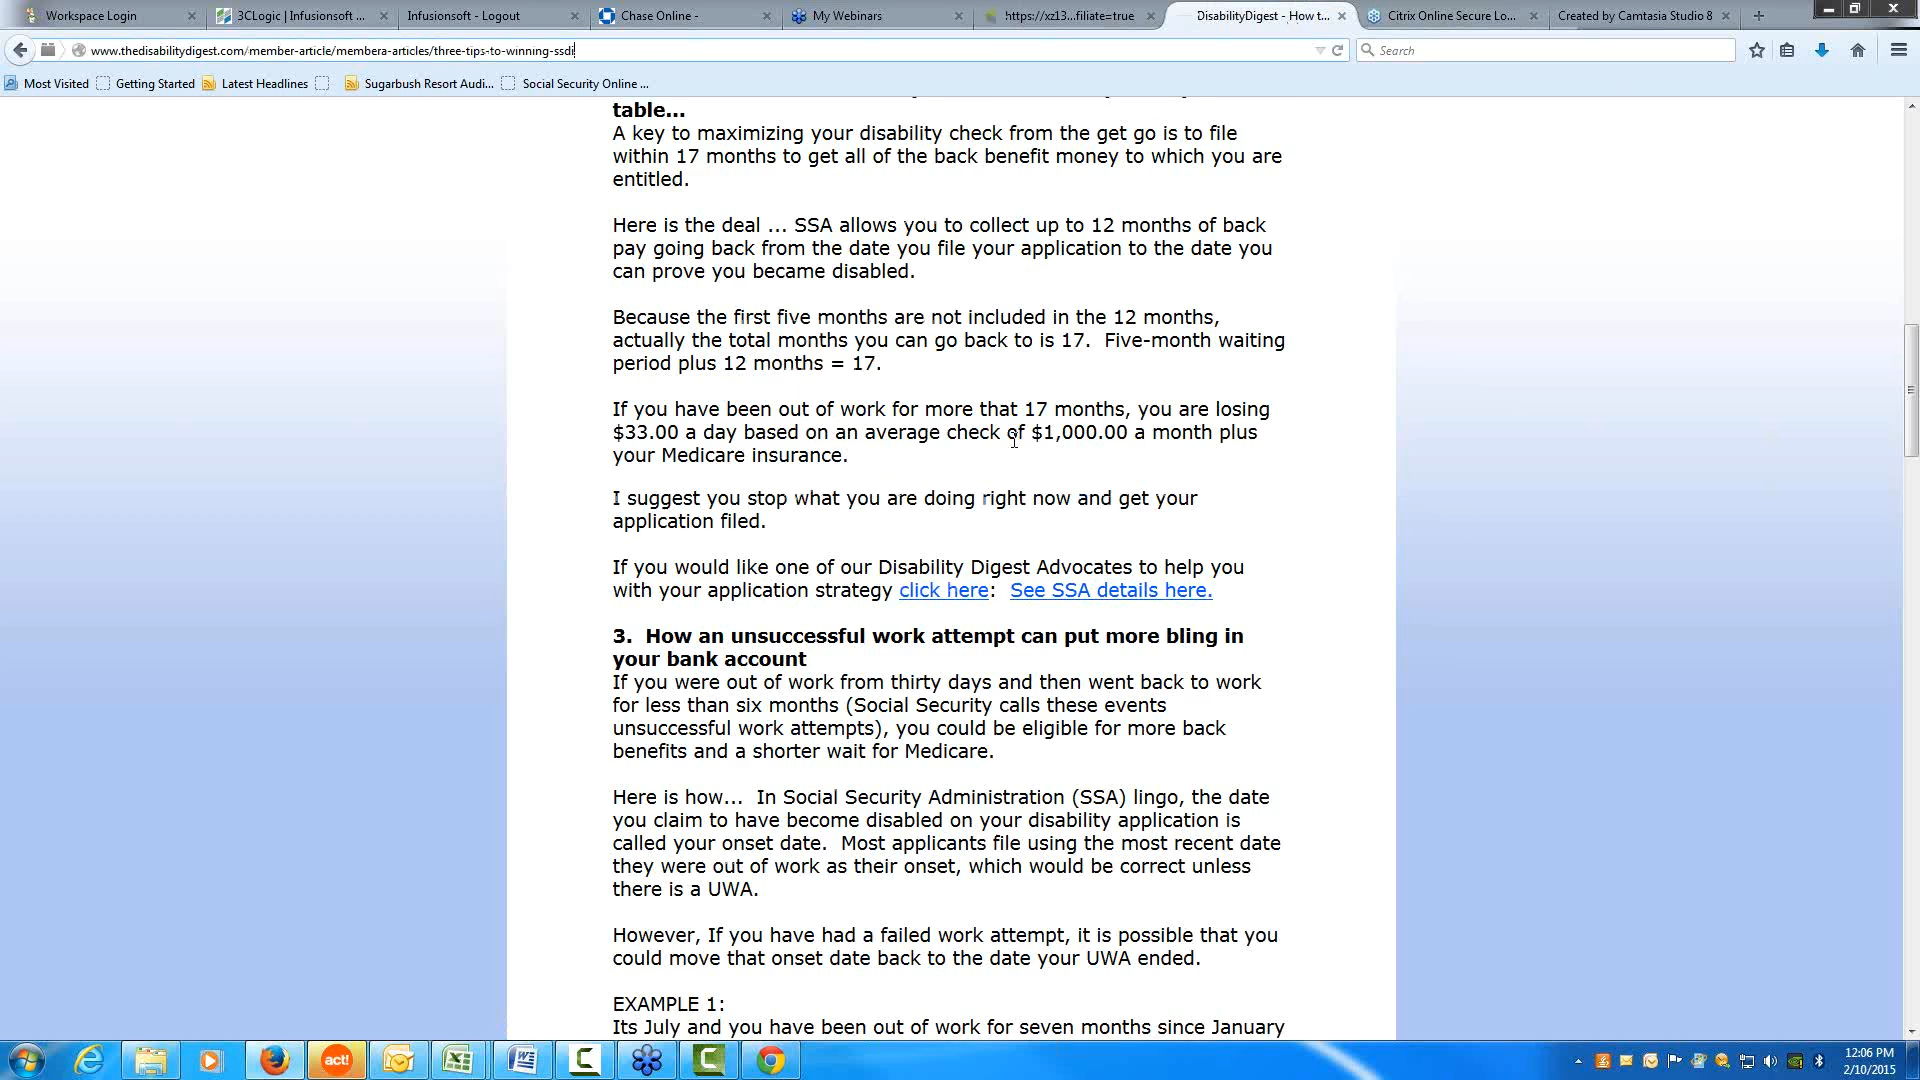 Workspace Login
3CLogic | Infusionsoft ...
Infusionsoft - Logout
Chase Online -
My Webinars
https://xz13...filiate=true
DisabilityDigest - How t...
Citrix Online Secure Lo...
Created by Camtasia Studio 8
www.thedisabilitydigest.com/member-article/membera-articles/three-tips-to-winning-ssdi
Search
Most Visited
Getting Started
Latest Headlines
Sugarbush Resort Audi...
Social Security Online ...
table...
A key to maximizing your disability check from the get go is to file
within 17 months to get all of the back benefit money to which you are
entitled.
Here is the deal ... SSA allows you to collect up to 12 months of back
pay going back from the date you file your application to the date you
can prove you became disabled.
Because the first five months are not included in the 12 months,
actually the total months you can go back to is 17.  Five-month waiting
period plus 12 months = 17.
If you have been out of work for more that 17 months, you are losing
$33.00 a day based on an average check of $1,000.00 a month plus
your Medicare insurance.
I suggest you stop what you are doing right now and get your
application filed.
If you would like one of our Disability Digest Advocates to help you
with your application strategy click here:  See SSA details here.
3.  How an unsuccessful work attempt can put more bling in
your bank account
If you were out of work from thirty days and then went back to work
for less than six months (Social Security calls these events
unsuccessful work attempts), you could be eligible for more back
benefits and a shorter wait for Medicare.
Here is how...  In Social Security Administration (SSA) lingo, the date
you claim to have become disabled on your disability application is
called your onset date.  Most applicants file using the most recent date
they were out of work as their onset, which would be correct unless
there is a UWA.
However, If you have had a failed work attempt, it is possible that you
could move that onset date back to the date your UWA ended.
EXAMPLE 1:
Its July and you have been out of work for seven months since January
act!
12:06 PM
2/10/2015